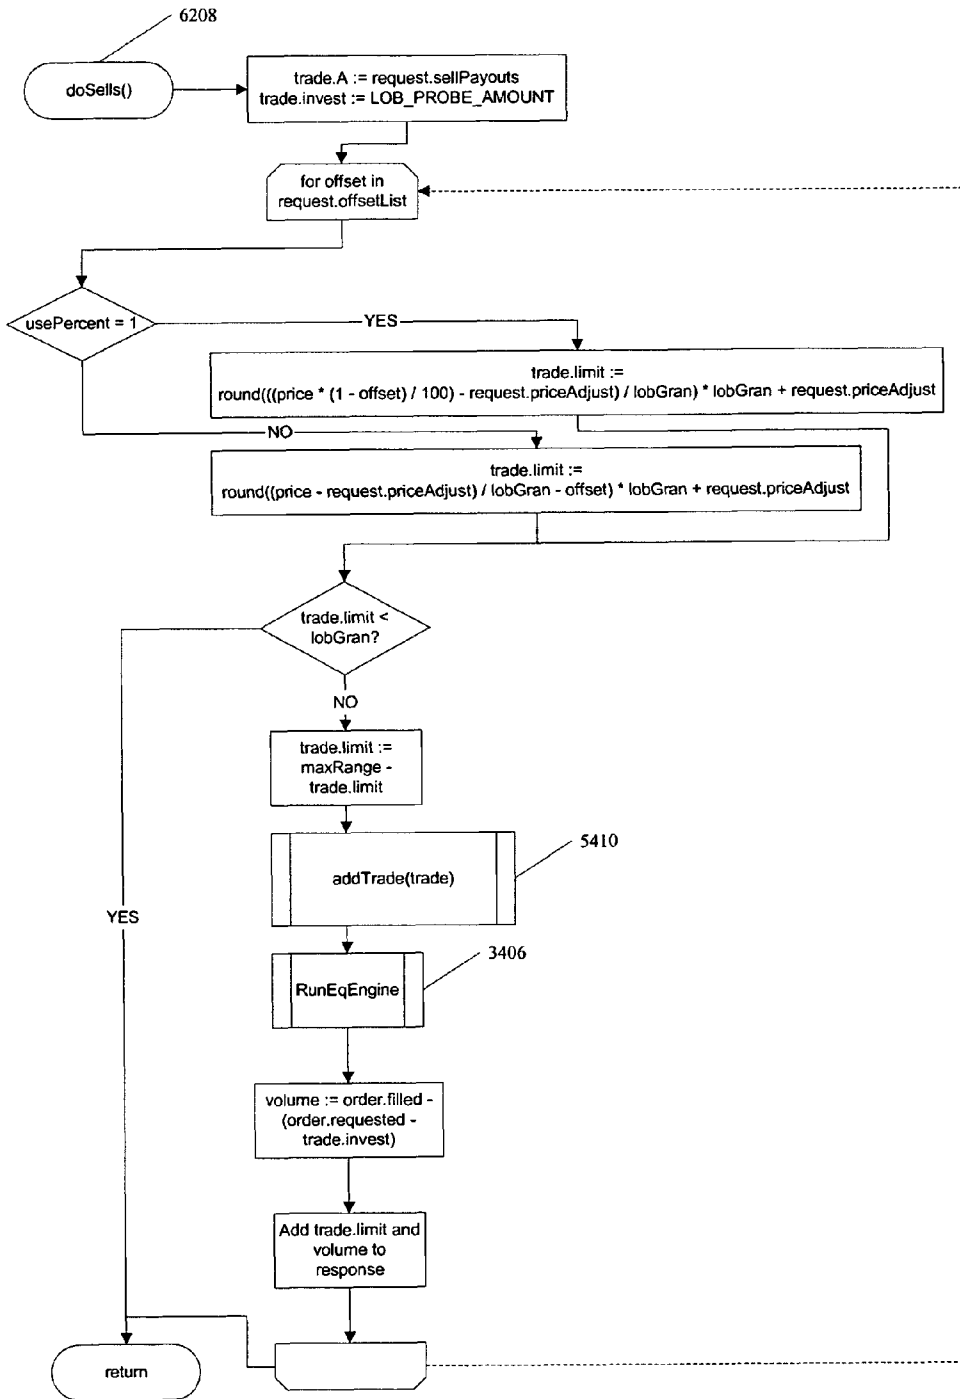 6208
doSells()
trade.A := request.sellPayouts
trade.invest := LOB_PROBE_AMOUNT
for offset in
request.offsetList
usePercent = 1
YES
trade.limit :=
round(((price * (1 - offset) / 100) - request.priceAdjust) / lobGran) * lobGran + request.priceAdjust
NO
trade.limit :=
round((price - request.priceAdjust) / lobGran - offset) * lobGran + request.priceAdjust
trade.limit <
lobGran?
NO
trade.limit :=
maxRange -
trade.limit
5410
addTrade(trade)
YES
3406
RunEqEngine
volume := order.filled -
(order.requested -
trade.invest)
Add trade.limit and
volume to
response
return